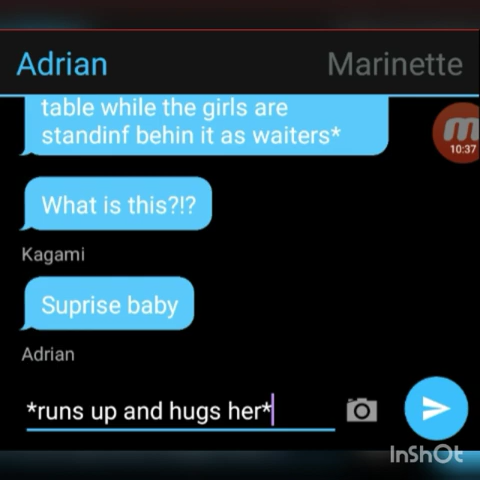 Adrian Marinette
table while the girls are
standinf behin it as waiters*
10:37
What is this?!?
Kagami
Suprise baby
Adrian
*runs up and hugs her*
InShOt